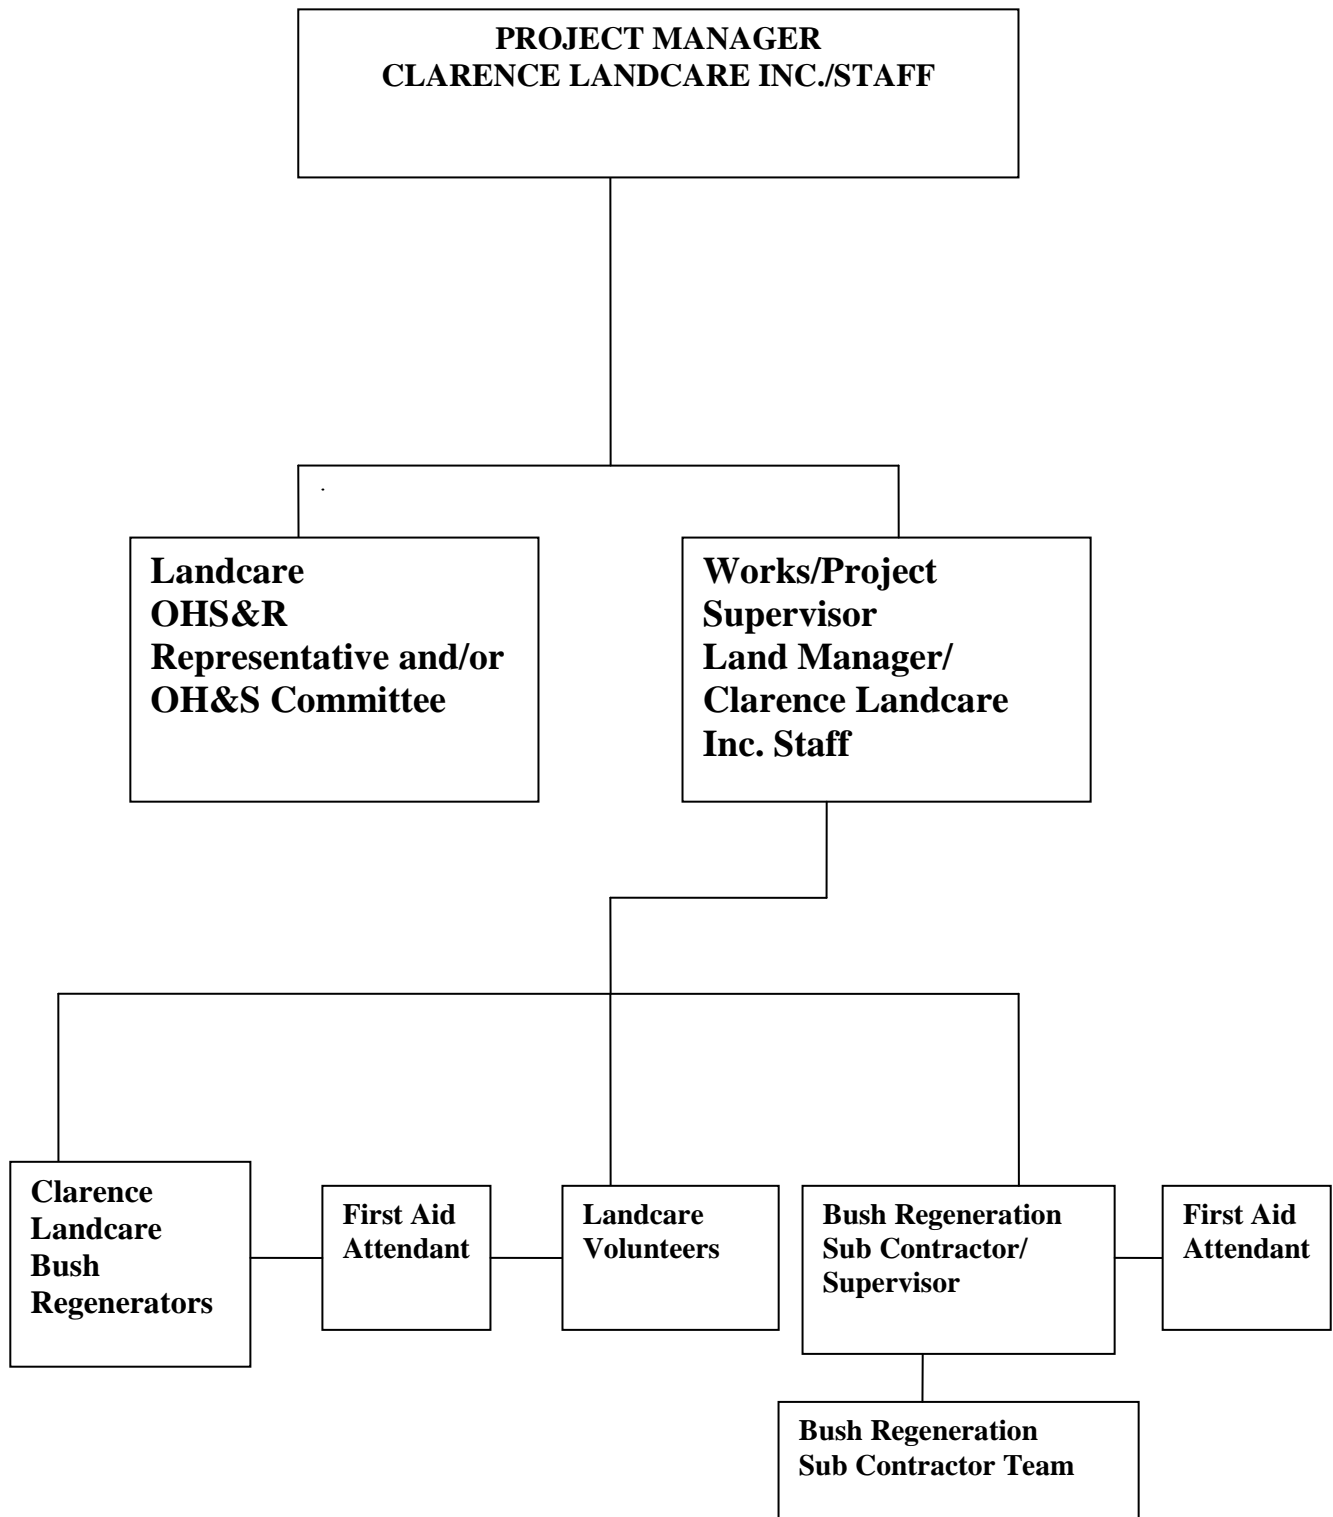 PROJECT MANAGER
CLARENCE LANDCARE INC./STAFF
Landcare
OHS&R
Representative and/or
OH&S Committee
Works/Project
Supervisor
Land Manager/
Clarence Landcare
Inc. Staff
Clarence
Landcare
Bush
Regenerators
First Aid
Attendant
Landcare
Volunteers
Bush Regeneration
Sub Contractor/
Supervisor
First Aid
Attendant
Bush Regeneration
Sub Contractor Team